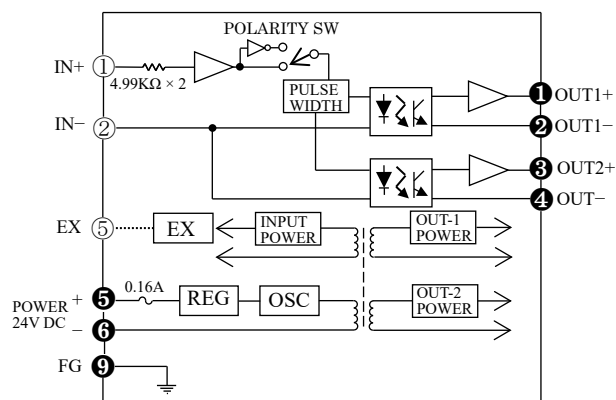 POLARITY SW
IN+ ①
4.99KΩ × 2
PULSE
WIDTH
❶ OUT1+
IN− ②
❷ OUT1−
❸ OUT2+
❹ OUT−
EX ⑤
EX
INPUT
POWER
OUT-1
POWER
POWER
24V DC
+ ❺
0.16A
REG
OSC
OUT-2
POWER
− ❻
FG ❾